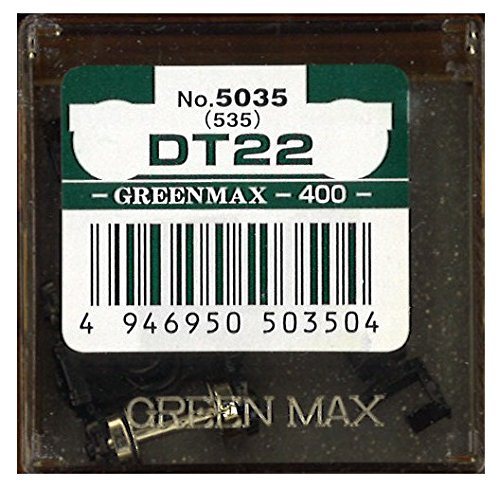 No.5035
(535)
DT22
- GREENMAX - 400 -
4 946950 503504
GREEN MAX